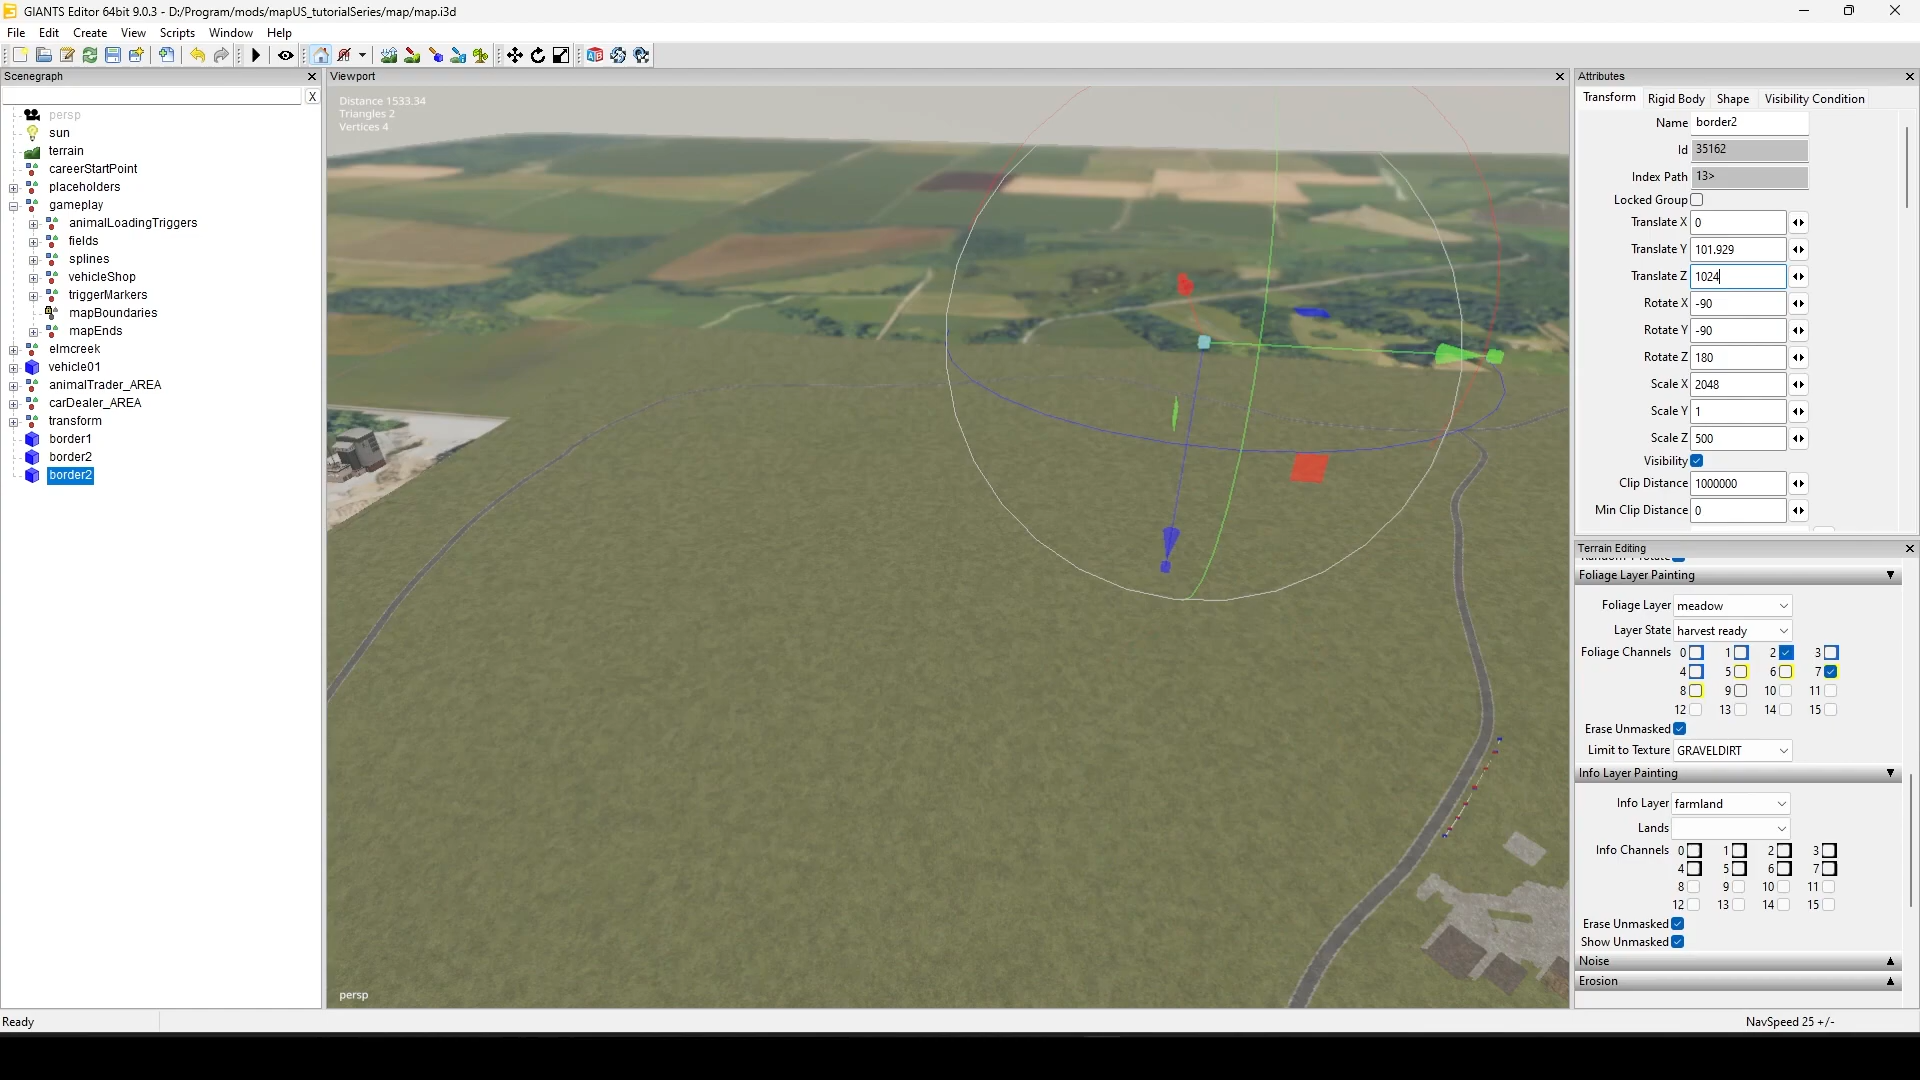 GIANTS Editor 64bit 9.0.3 - D:/Program/mods/mapUS_tutorialSeries/map/map.i3d
File Edit Create View Scripts Window Help
Scenegraph
X
persp
sun
terrain
careerStartPoint
placeholders
gameplay
animalLoadingTriggers
fields
splines
vehicleShop
triggerMarkers
mapBoundaries
mapEnds
elmcreek
vehicle01
animalTrader_AREA
carDealer_AREA
transform
border1
border2
border2
Viewport
Distance 1533.34
Triangles 2
Vertices 4
persp
Attributes
Transform Rigid Body Shape Visibility Condition
Name border2
Id 35162
Index Path 13>
Locked Group
Translate X 0
Translate Y 101.929
Translate Z 1024
Rotate X -90
Rotate Y -90
Rotate Z 180
Scale X 2048
Scale Y 1
Scale Z 500
Visibility
Clip Distance 1000000
Min Clip Distance 0
Terrain Editing
Foliage Layer Painting
Foliage Layer meadow
Layer State harvest ready
Foliage Channels 0 1 2 3
4 5 6 7
8 9 10 11
12 13 14 15
Erase Unmasked
Limit to Texture GRAVELDIRT
Info Layer Painting
Info Layer farmland
Lands
Info Channels 0 1 2 3
4 5 6 7
8 9 10 11
12 13 14 15
Erase Unmasked
Show Unmasked
Noise
Erosion
Ready
NavSpeed 25 +/-